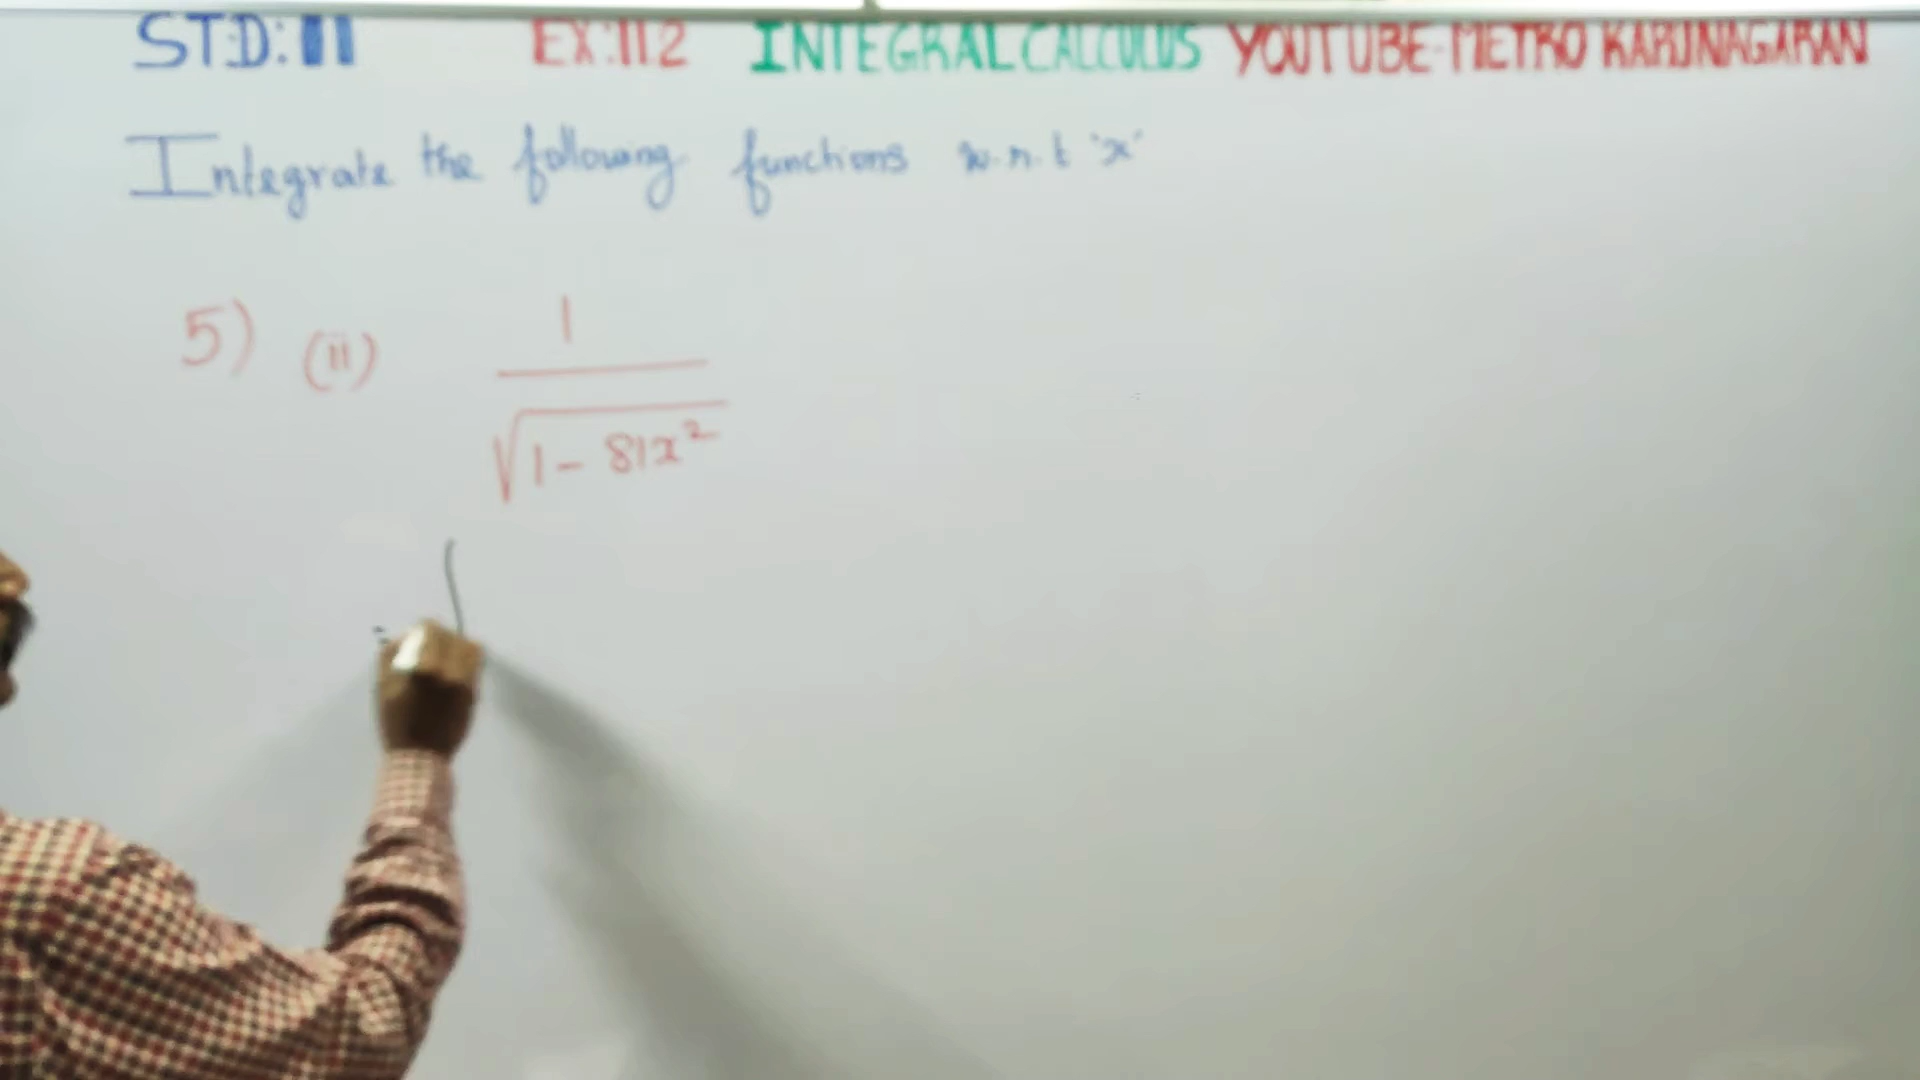 STD:11 EX:11.2 INTEGRAL CALCULUS YOUTUBE-METRO KARUNAGARAN
Integrate the following functions w.r.t 'x'
5) (ii) 1
√1 - 81x²